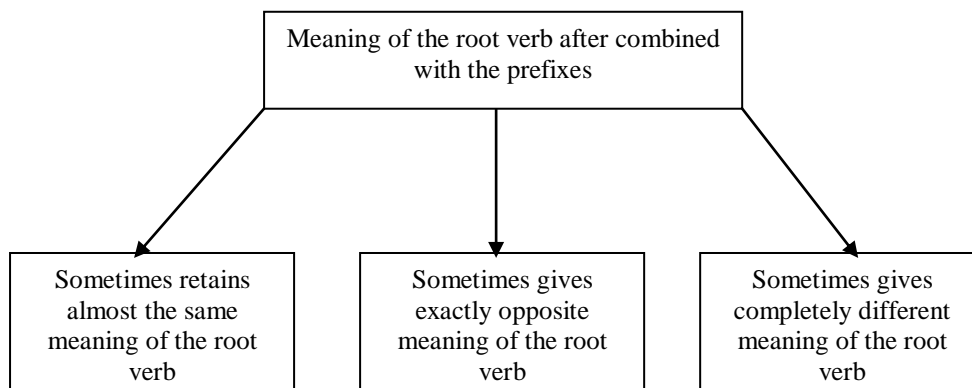 Meaning of the root verb after combined
with the prefixes
Sometimes retains
almost the same
meaning of the root
verb
Sometimes gives
exactly opposite
meaning of the root
verb
Sometimes gives
completely different
meaning of the root
verb